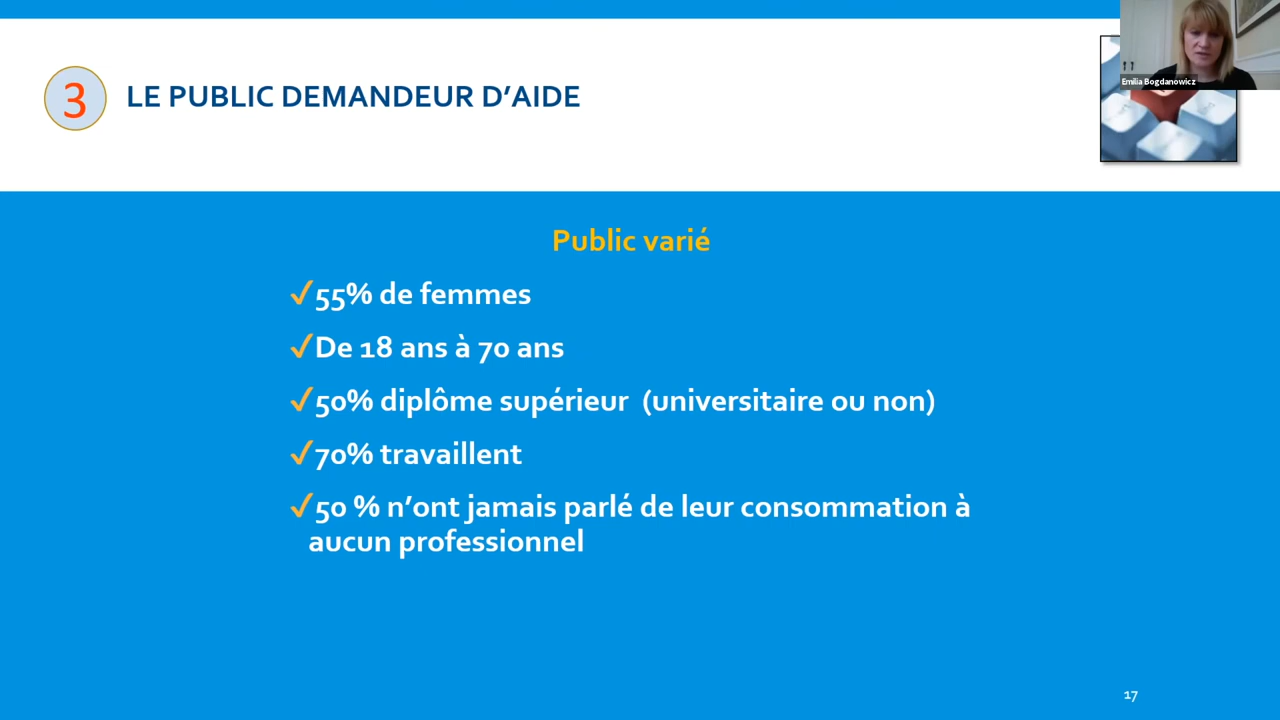 3
LE PUBLIC DEMANDEUR D'AIDE
Emilia Bogdanowicz
Public varié
✓55% de femmes
✓De 18 ans à 70 ans
✓50% diplôme supérieur (universitaire ou non)
✓70% travaillent
✓50 % n'ont jamais parlé de leur consommation à
aucun professionnel
17